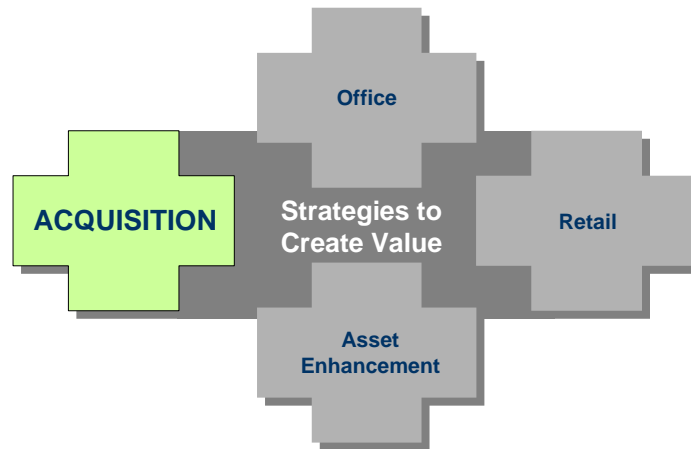 Office
ACQUISITION
Strategies to
Create Value
Retail
Asset
Enhancement